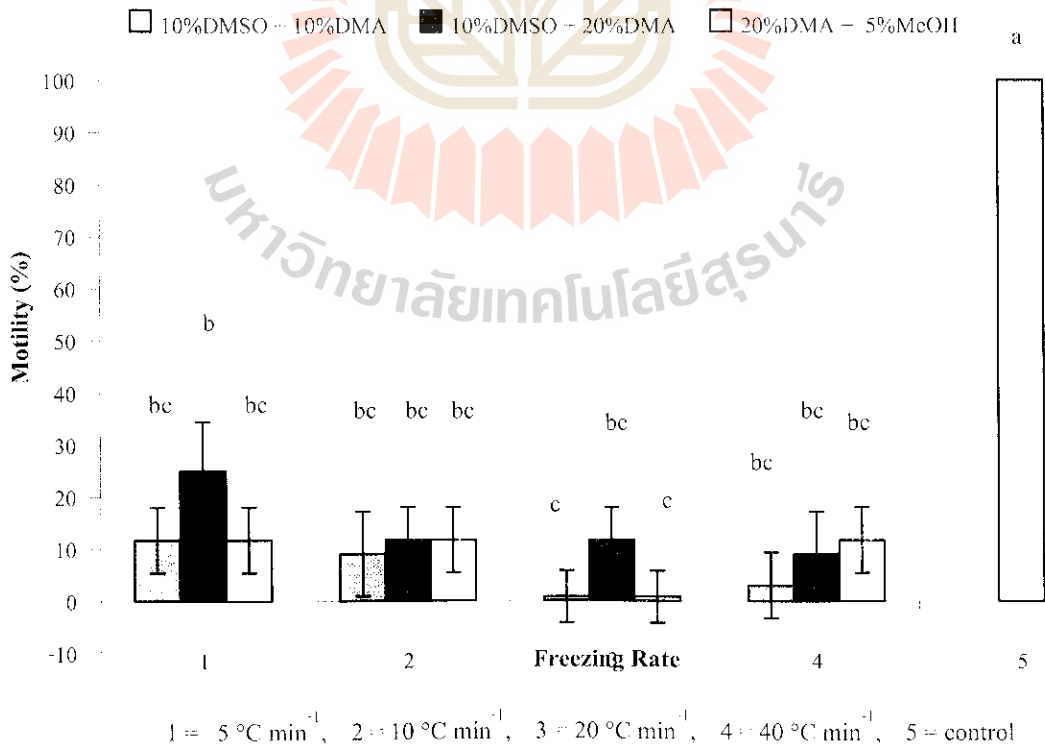 10%DMSO - 10%DMA 10%DMSO - 20%DMA 20%DMA - 5%MeOH
a
100
90
80
70
60
50
40
30
20
10
0
-10
Motility (%)
มหาวิทยาลัยเทคโนโลยีสุรนารี
b
bc bc
bc bc bc
bc
c c
bc bc bc
1 2 Freezing Rate 4 5
1 = 5 °C min⁻¹, 2 = 10 °C min⁻¹, 3 = 20 °C min⁻¹, 4 = 40 °C min⁻¹, 5 = control